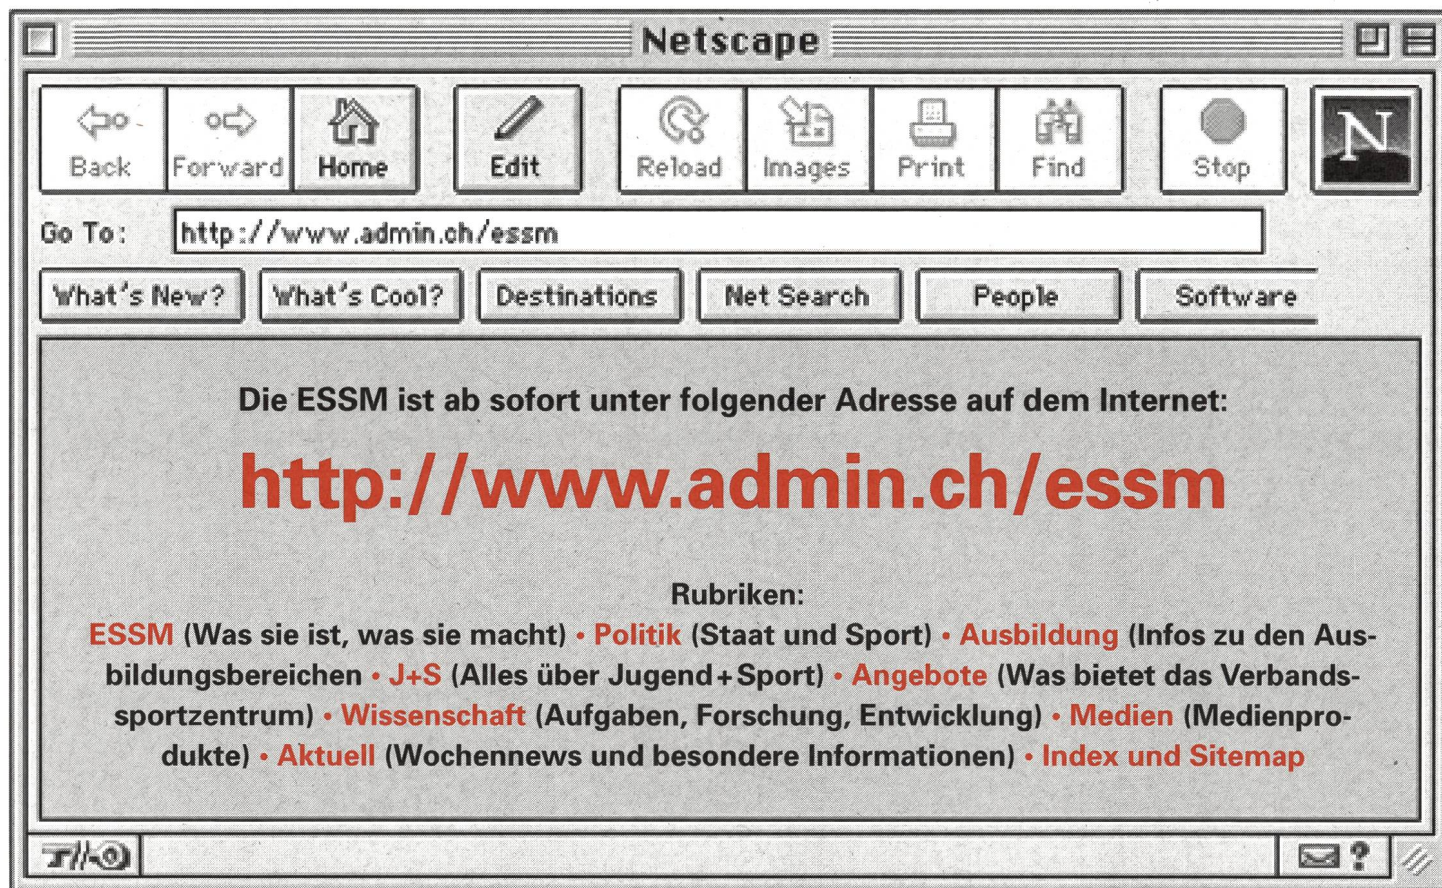 Netscape
Back Forward Home Edit Reload Images Print Find Stop N
Go To: http://www.admin.ch/essm
What's New? What's Cool? Destinations Net Search People Software
Die ESSM ist ab sofort unter folgender Adresse auf dem Internet:
http://www.admin.ch/essm
Rubriken:
ESSM (Was sie ist, was sie macht) • Politik (Staat und Sport) • Ausbildung (Infos zu den Aus-
bildungsbereichen • J+S (Alles über Jugend+Sport) • Angebote (Was bietet das Verbands-
sportzentrum) • Wissenschaft (Aufgaben, Forschung, Entwicklung) • Medien (Medienpro-
dukte) • Aktuell (Wochennews und besondere Informationen) • Index und Sitemap
?